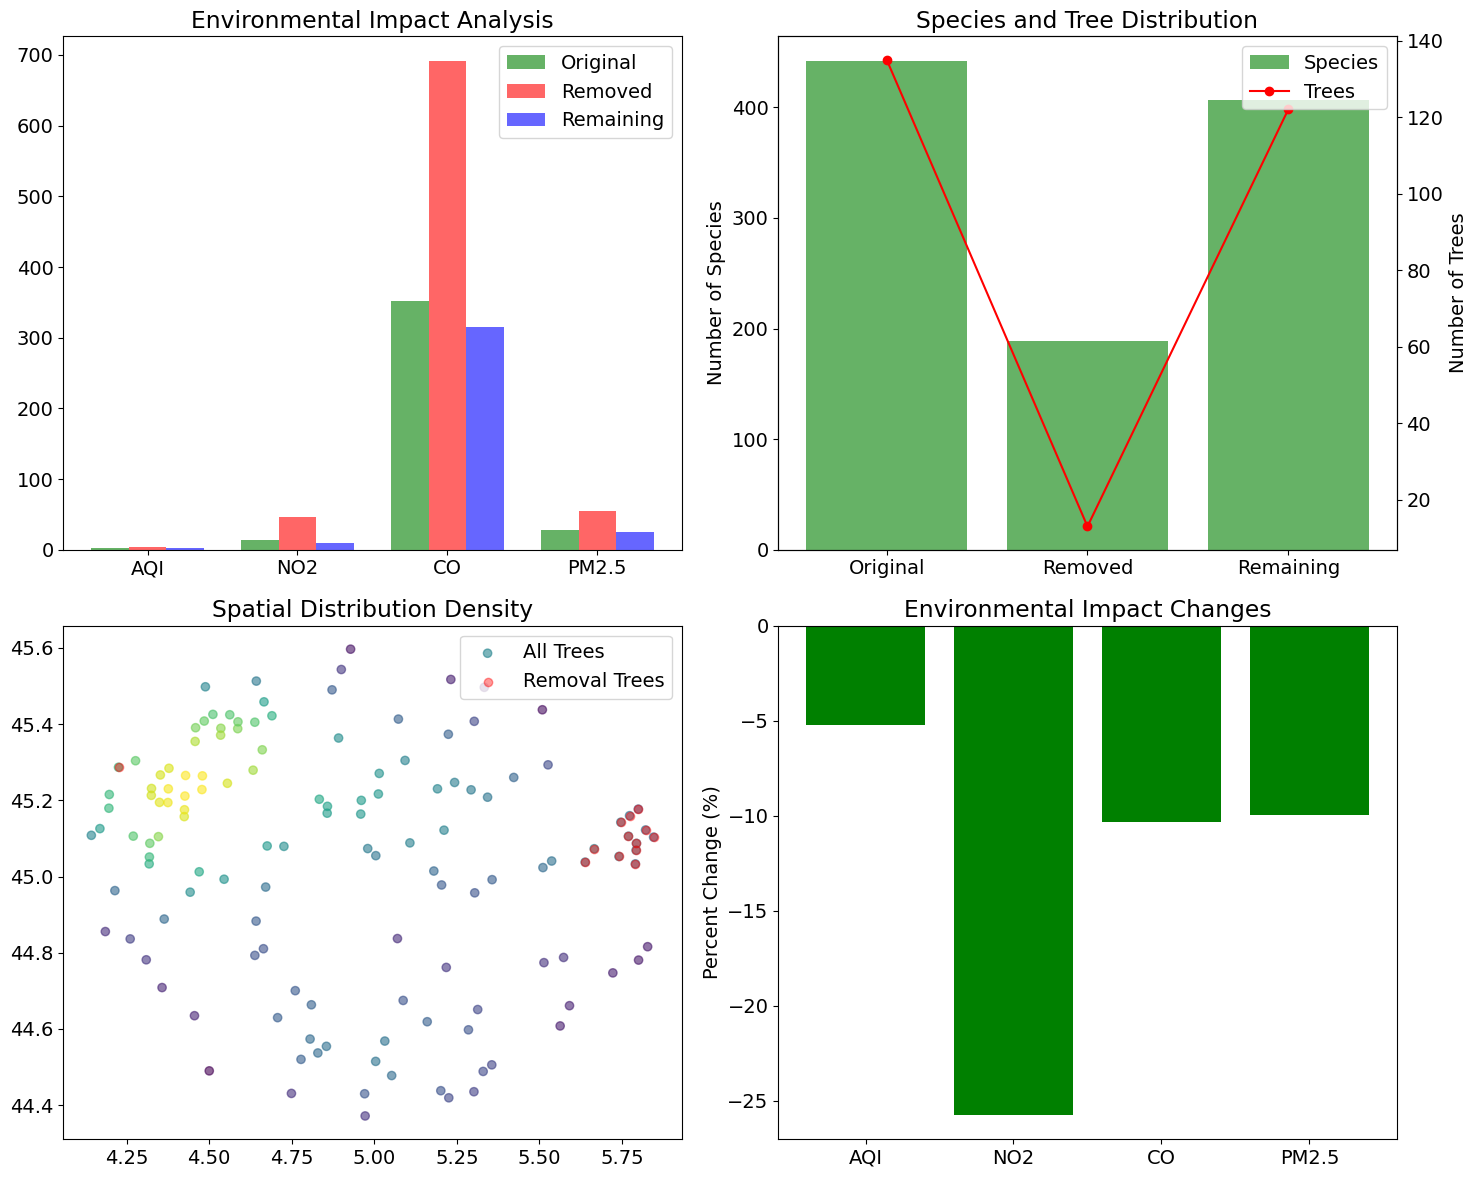 Environmental Impact Analysis
700
600
500
400
300
200
100
0
AQI NO2 CO PM2.5
Original
Removed
Remaining
Species and Tree Distribution
Number of Species
400
300
200
100
0
Original Removed Remaining
Species
Trees
140
120
100
80
60
40
20
Number of Trees
Spatial Distribution Density
45.6
45.4
45.2
45.0
44.8
44.6
44.4
4.25 4.50 4.75 5.00 5.25 5.50 5.75
All Trees
Removal Trees
Environmental Impact Changes
Percent Change (%)
0
−5
−10
−15
−20
−25
AQI NO2 CO PM2.5